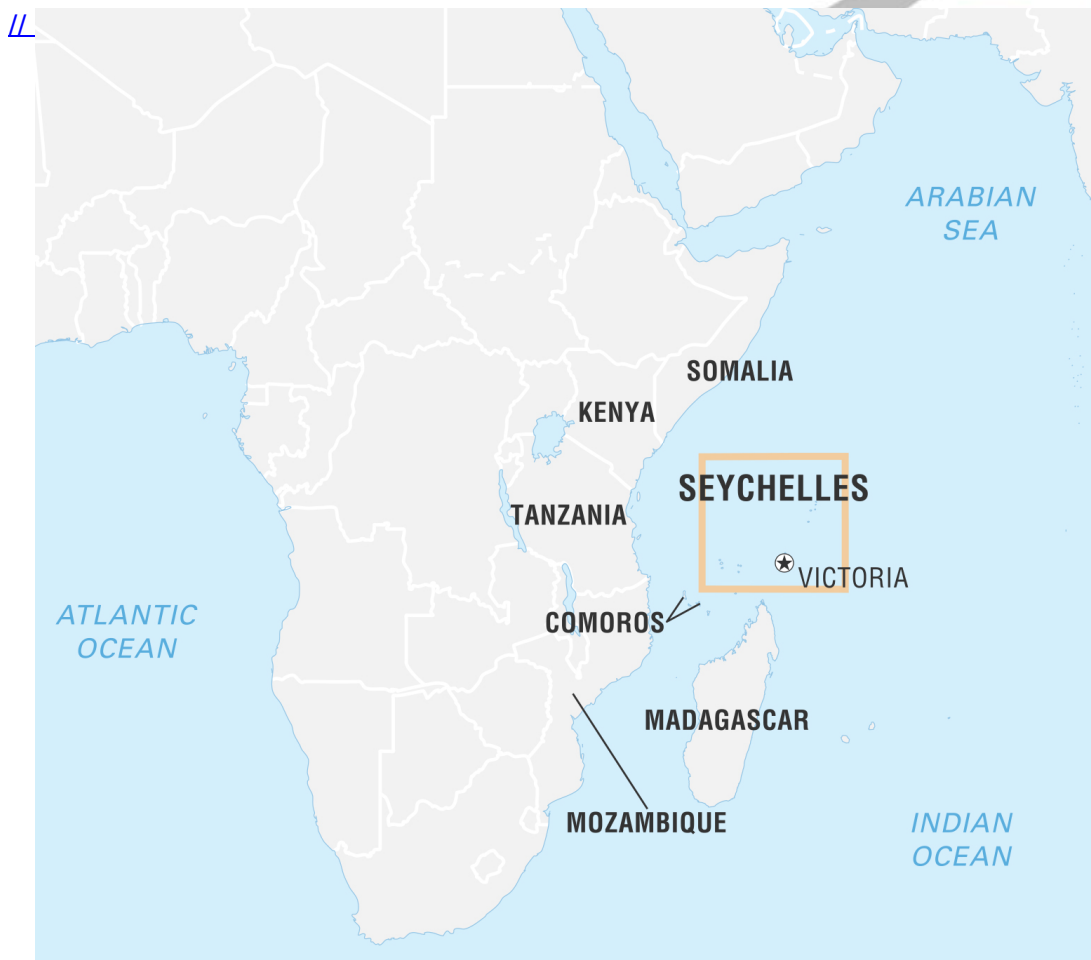 //
ARABIAN
SEA
SOMALIA
KENYA
SEYCHELLES
TANZANIA
VICTORIA
ATLANTIC
OCEAN
COMOROS
MADAGASCAR
MOZAMBIQUE
INDIAN
OCEAN